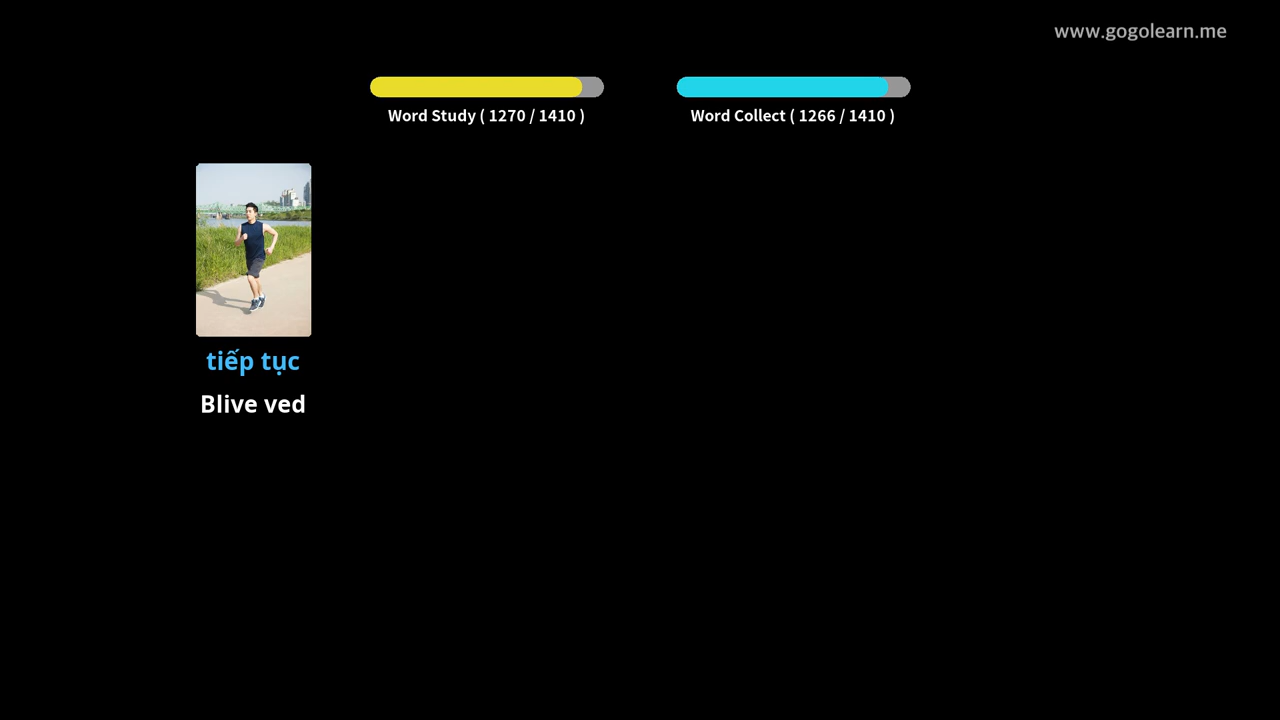 www.gogolearn.me
Word Study ( 1270 / 1410 )
Word Collect ( 1266 / 1410 )
tiếp tục
Blive ved